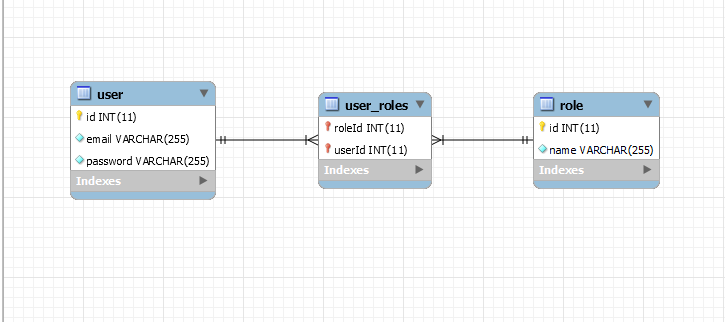 user
id INT(11)
email VARCHAR(255)
password VARCHAR(255)
Indexes
user_roles
roleId INT(11)
userId INT(11)
Indexes
role
id INT(11)
name VARCHAR(255)
Indexes